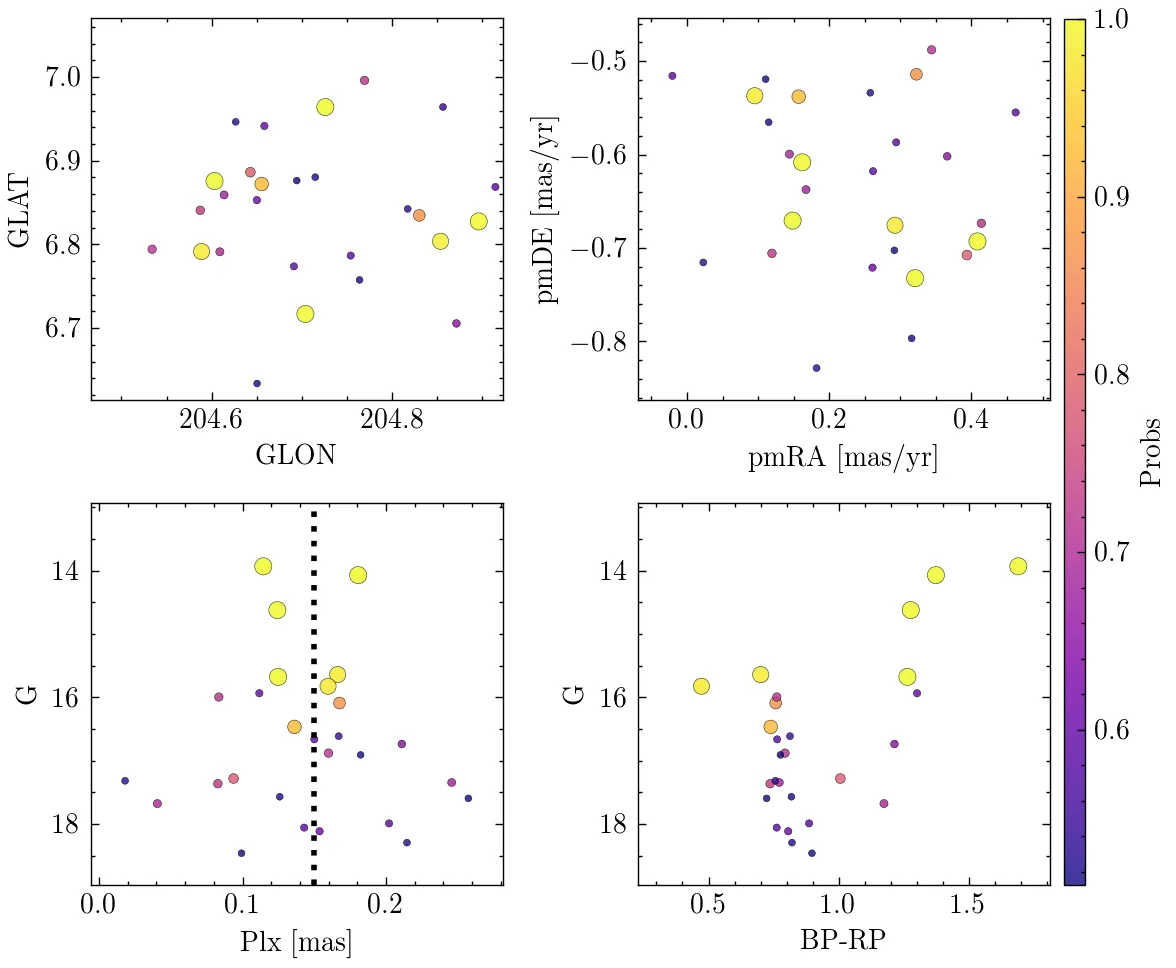 7.0
6.9
6.8
6.7
GLAT
204.6 204.8
GLON
−0.5
−0.6
−0.7
−0.8
pmDE [mas/yr]
0.0 0.2 0.4
pmRA [mas/yr]
1.0
0.9
0.8
0.7
0.6
Probs
14
16
18
G
0.0 0.1 0.2
Plx [mas]
14
16
18
G
0.5 1.0 1.5
BP-RP